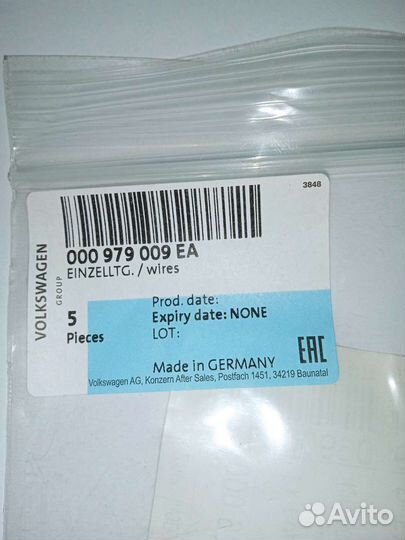 3848
VOLKSWAGEN
GROUP
000 979 009 EA
EINZELLTG. / wires
5
Pieces
Prod. date:
Expiry date: NONE
LOT:
Made in GERMANY
EAC
Volkswagen AG, Konzern After Sales, Postfach 1451, 34219 Baunatal
Avito